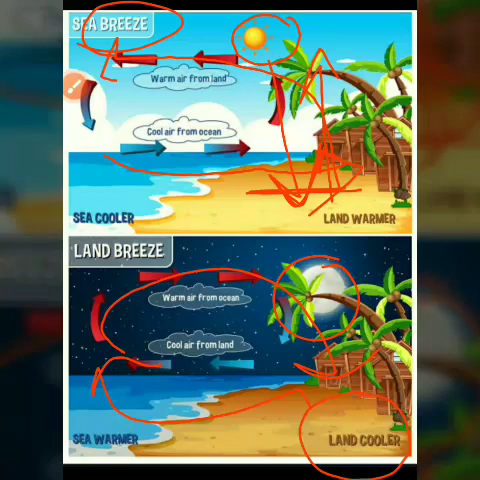 SEA BREEZE
Warm air from land
Cool air from ocean
SEA COOLER
LAND WARMER
LAND BREEZE
Warm air from ocean
Cool air from land
SEA WARMER
LAND COOLER